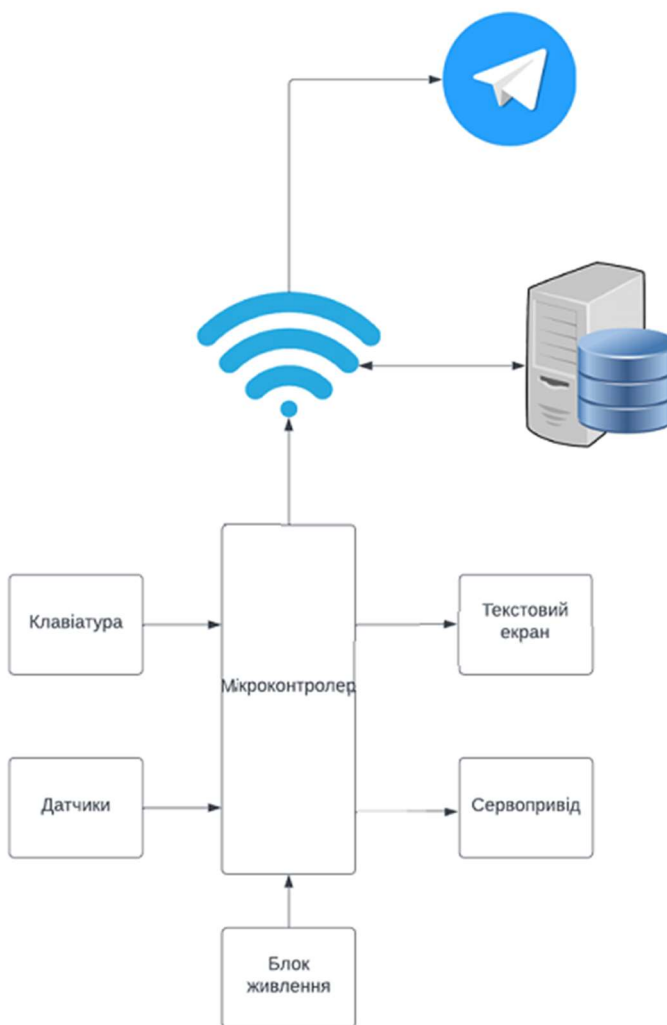 Клавіатура
Текстовий
екран
Мікроконтролер
Датчики
Сервопривід
Блок
живлення